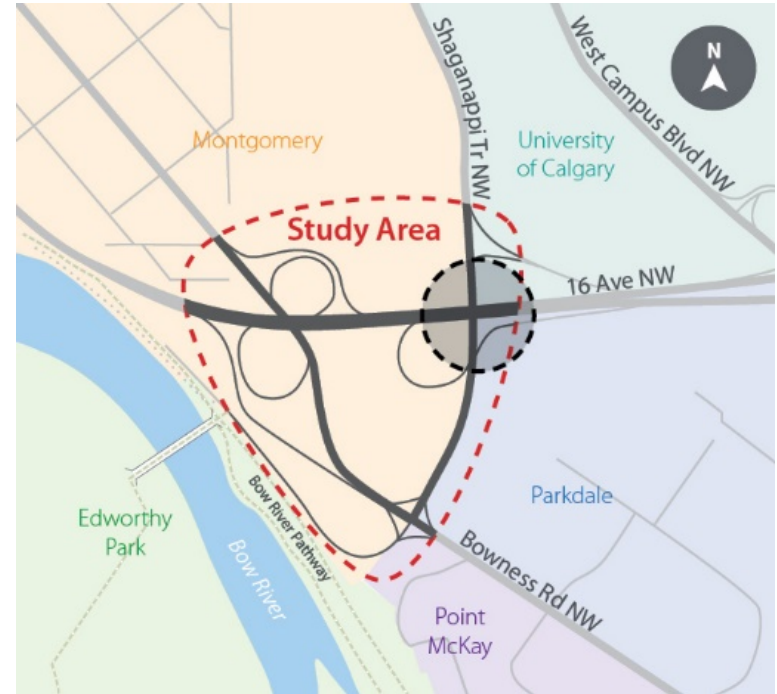 N
Shaganappi Tr NW
West Campus Blvd NW
Montgomery
University
of Calgary
Study Area
16 Ave NW
Parkdale
Edworthy
Park
Bow River
Bow River Pathway
Bowness Rd NW
Point
McKay